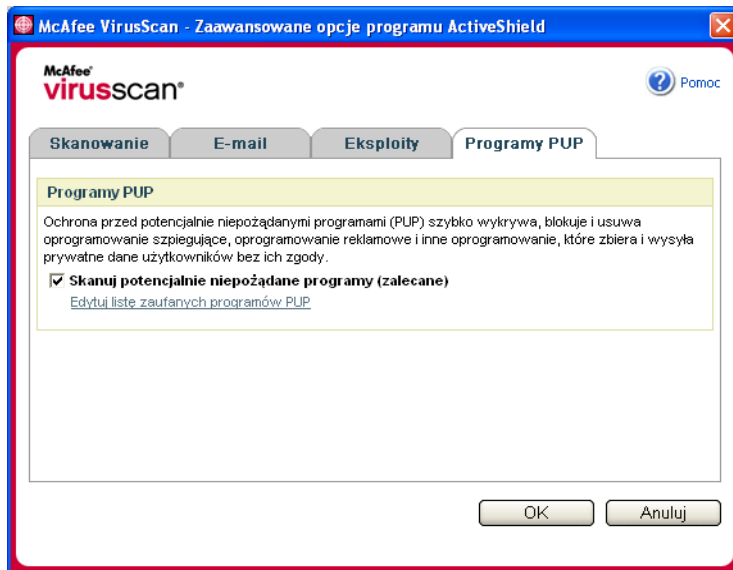 McAfee VirusScan - Zaawansowane opcje programu ActiveShield
McAfee®
virusscan®
Pomoc
Skanowanie
E-mail
Eksploity
Programy PUP
Programy PUP
Ochrona przed potencjalnie niepożądanymi programami (PUP) szybko wykrywa, blokuje i usuwa
oprogramowanie szpiegujące, oprogramowanie reklamowe i inne oprogramowanie, które zbiera i wysyła
prywatne dane użytkowników bez ich zgody.
Skanuj potencjalnie niepożądane programy (zalecane)
Edytuj listę zaufanych programów PUP
OK
Anuluj